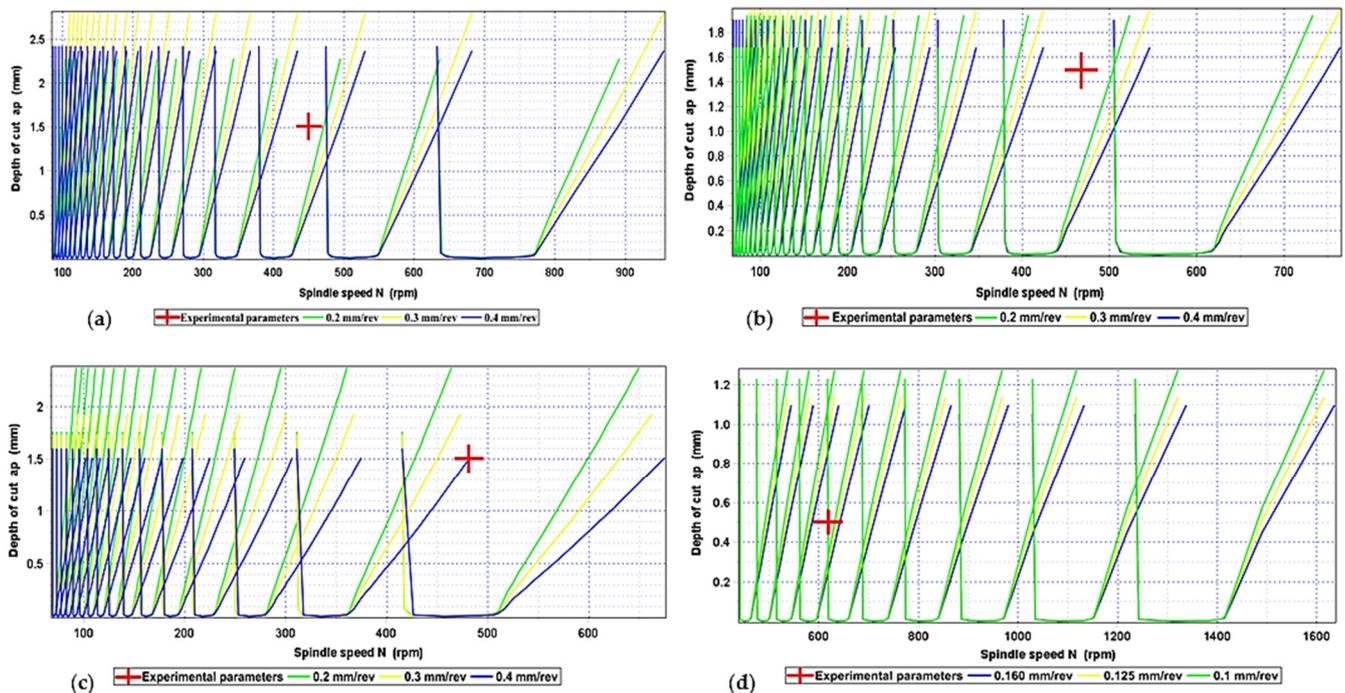 Depth of cut ap (mm)
2.5
2
1.5
1
0.5
100 200 300 400 500 600 700 800 900
Spindle speed N (rpm)
(a)
Experimental parameters 0.2 mm/rev 0.3 mm/rev 0.4 mm/rev
Depth of cut ap (mm)
1.8
1.6
1.4
1.2
1.0
0.8
0.6
0.4
0.2
100 200 300 400 500 600 700
Spindle speed N (rpm)
(b)
Experimental parameters 0.2 mm/rev 0.3 mm/rev 0.4 mm/rev
Depth of cut ap (mm)
2
1.5
1
0.5
100 200 300 400 500 600
Spindle speed N (rpm)
(c)
Experimental parameters 0.2 mm/rev 0.3 mm/rev 0.4 mm/rev
Depth of cut ap (mm)
1.2
1.0
0.8
0.6
0.4
0.2
600 800 1000 1200 1400 1600
Spindle speed N (rpm)
(d)
Experimental parameters 0.160 mm/rev 0.125 mm/rev 0.1 mm/rev